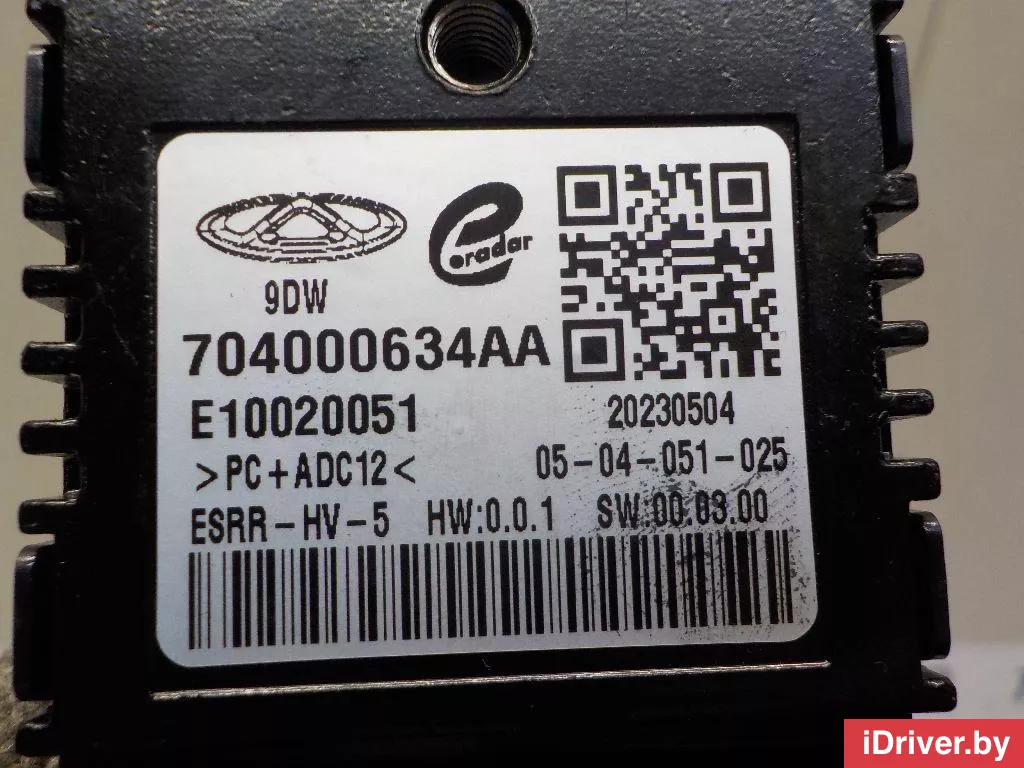 eoradar
9DW
704000634AA
E10020051
20230504
>PC+ADC12<
05-04-051-025
ESRR-HV-5 HW:0.0.1 SW:00.03.00
iDriver.by